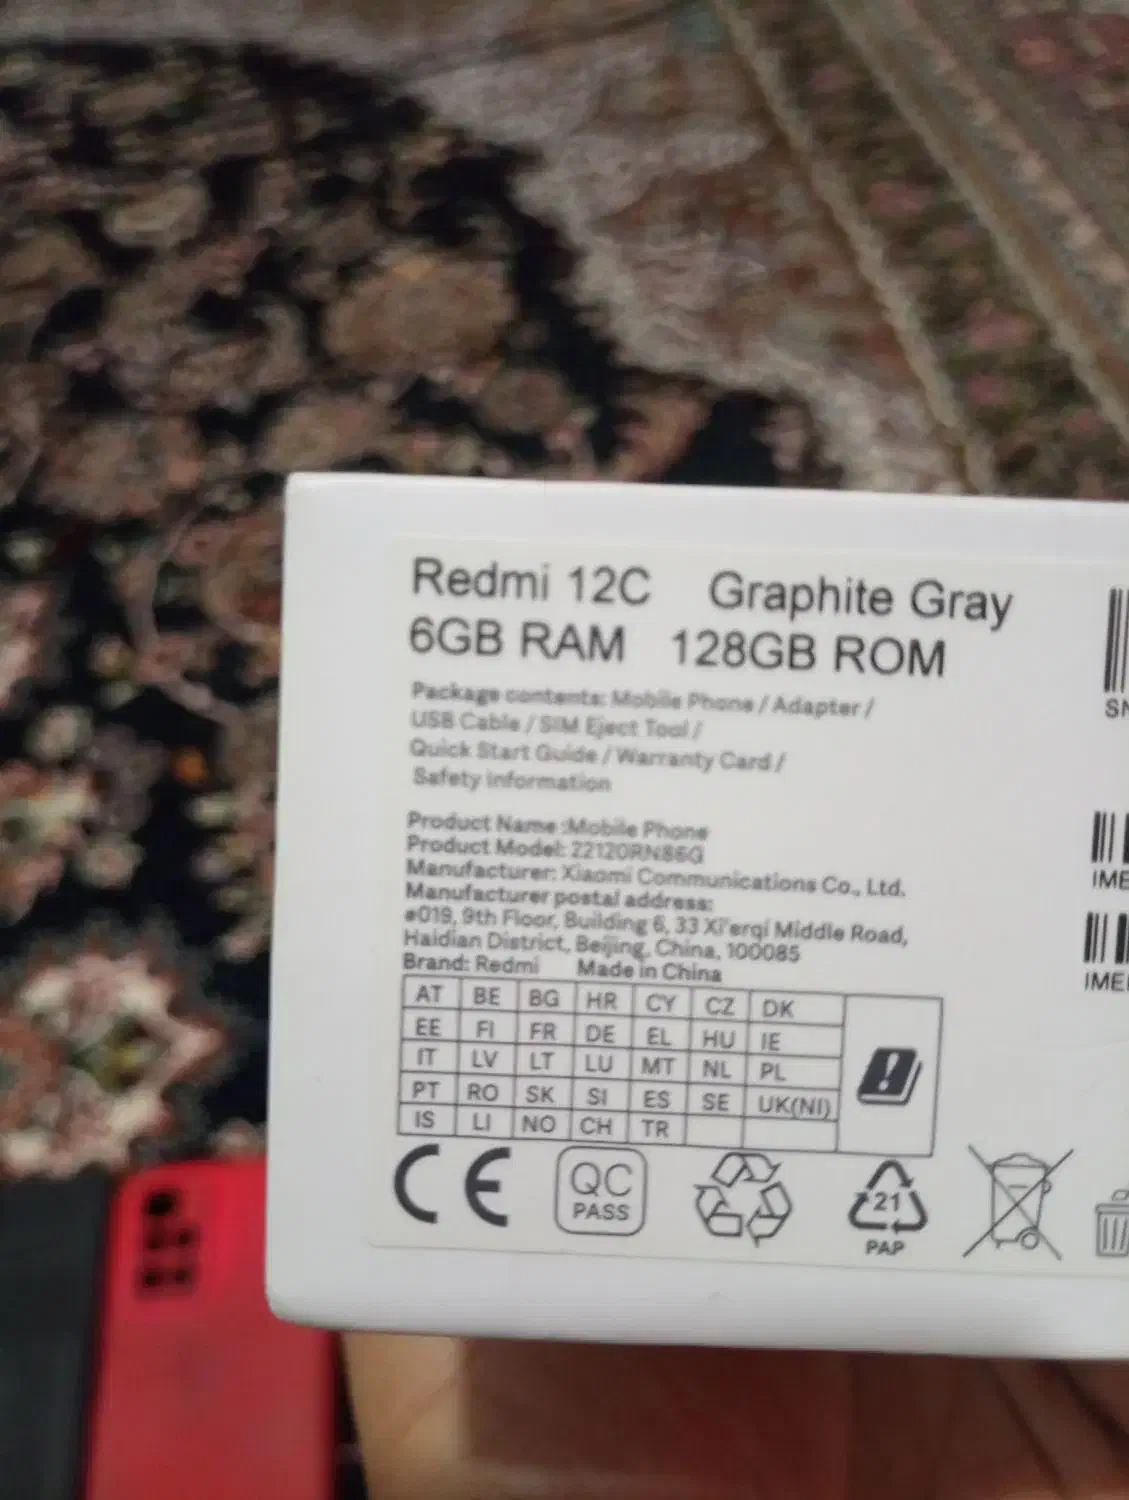 Redmi 12C Graphite Gray
6GB RAM 128GB ROM
Package contents: Mobile Phone / Adapter /
USB Cable / SIM Eject Tool /
Quick Start Guide / Warranty Card /
Safety Information
Product Name :Mobile Phone
Product Model: 22120RN86G
Manufacturer: Xiaomi Communications Co., Ltd.
Manufacturer postal address:
#019, 9th Floor, Building 6, 33 Xi'erqi Middle Road,
Haidian District, Beijing, China, 100085
Brand: Redmi Made in China
AT BE BG HR CY CZ DK
EE FI FR DE EL HU IE
IT LV LT LU MT NL PL
PT RO SK SI ES SE UK(NI)
IS LI NO CH TR
CE QC PASS 21 PAP
SN
IME
IMEI